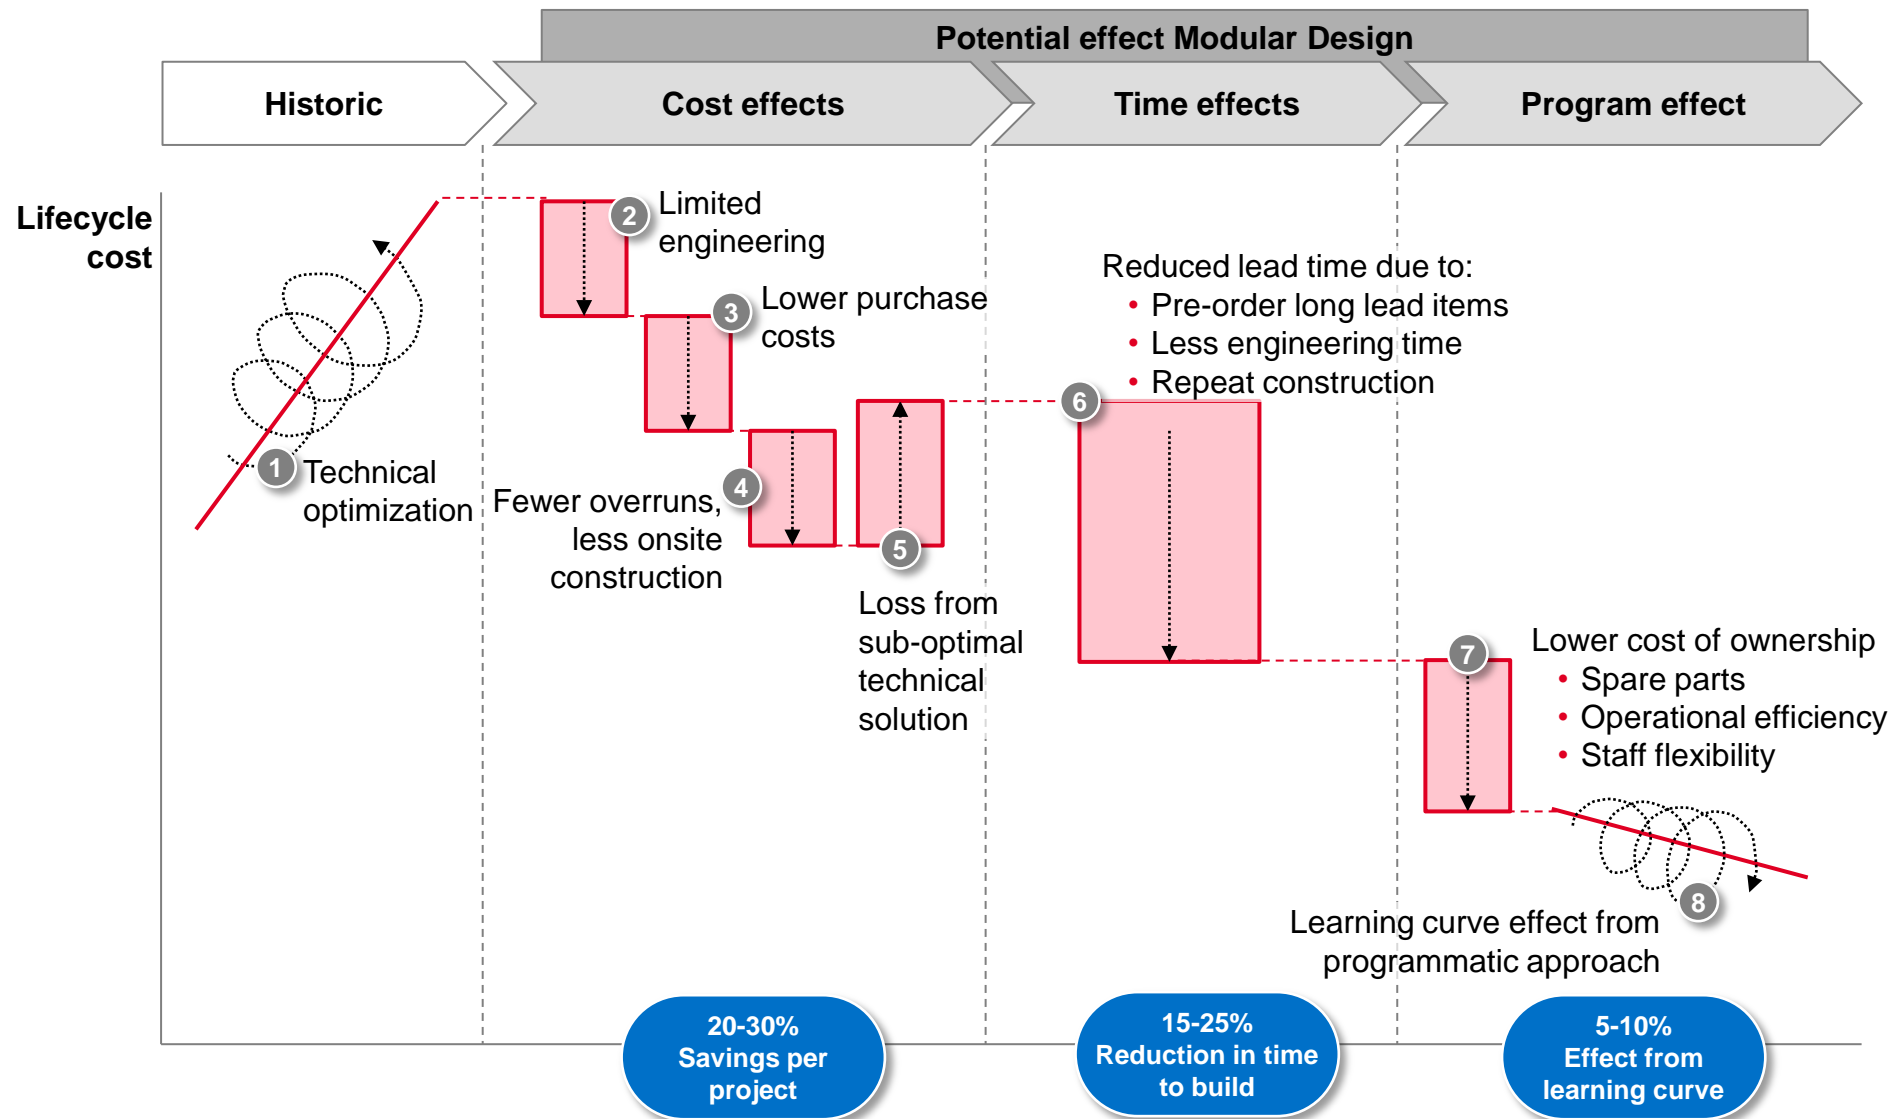 Potential effect Modular Design
Historic
Cost effects
Time effects
Program effect
Lifecycle
cost
1
Technical
optimization
2
Limited
engineering
3
Lower purchase
costs
4
Fewer overruns,
less onsite
construction
5
Loss from
sub-optimal
technical
solution
Reduced lead time due to:
• Pre-order long lead items
• Less engineering time
• Repeat construction
6
7
Lower cost of ownership
• Spare parts
• Operational efficiency
• Staff flexibility
8
Learning curve effect from
programmatic approach
20-30%
Savings per
project
15-25%
Reduction in time
to build
5-10%
Effect from
learning curve